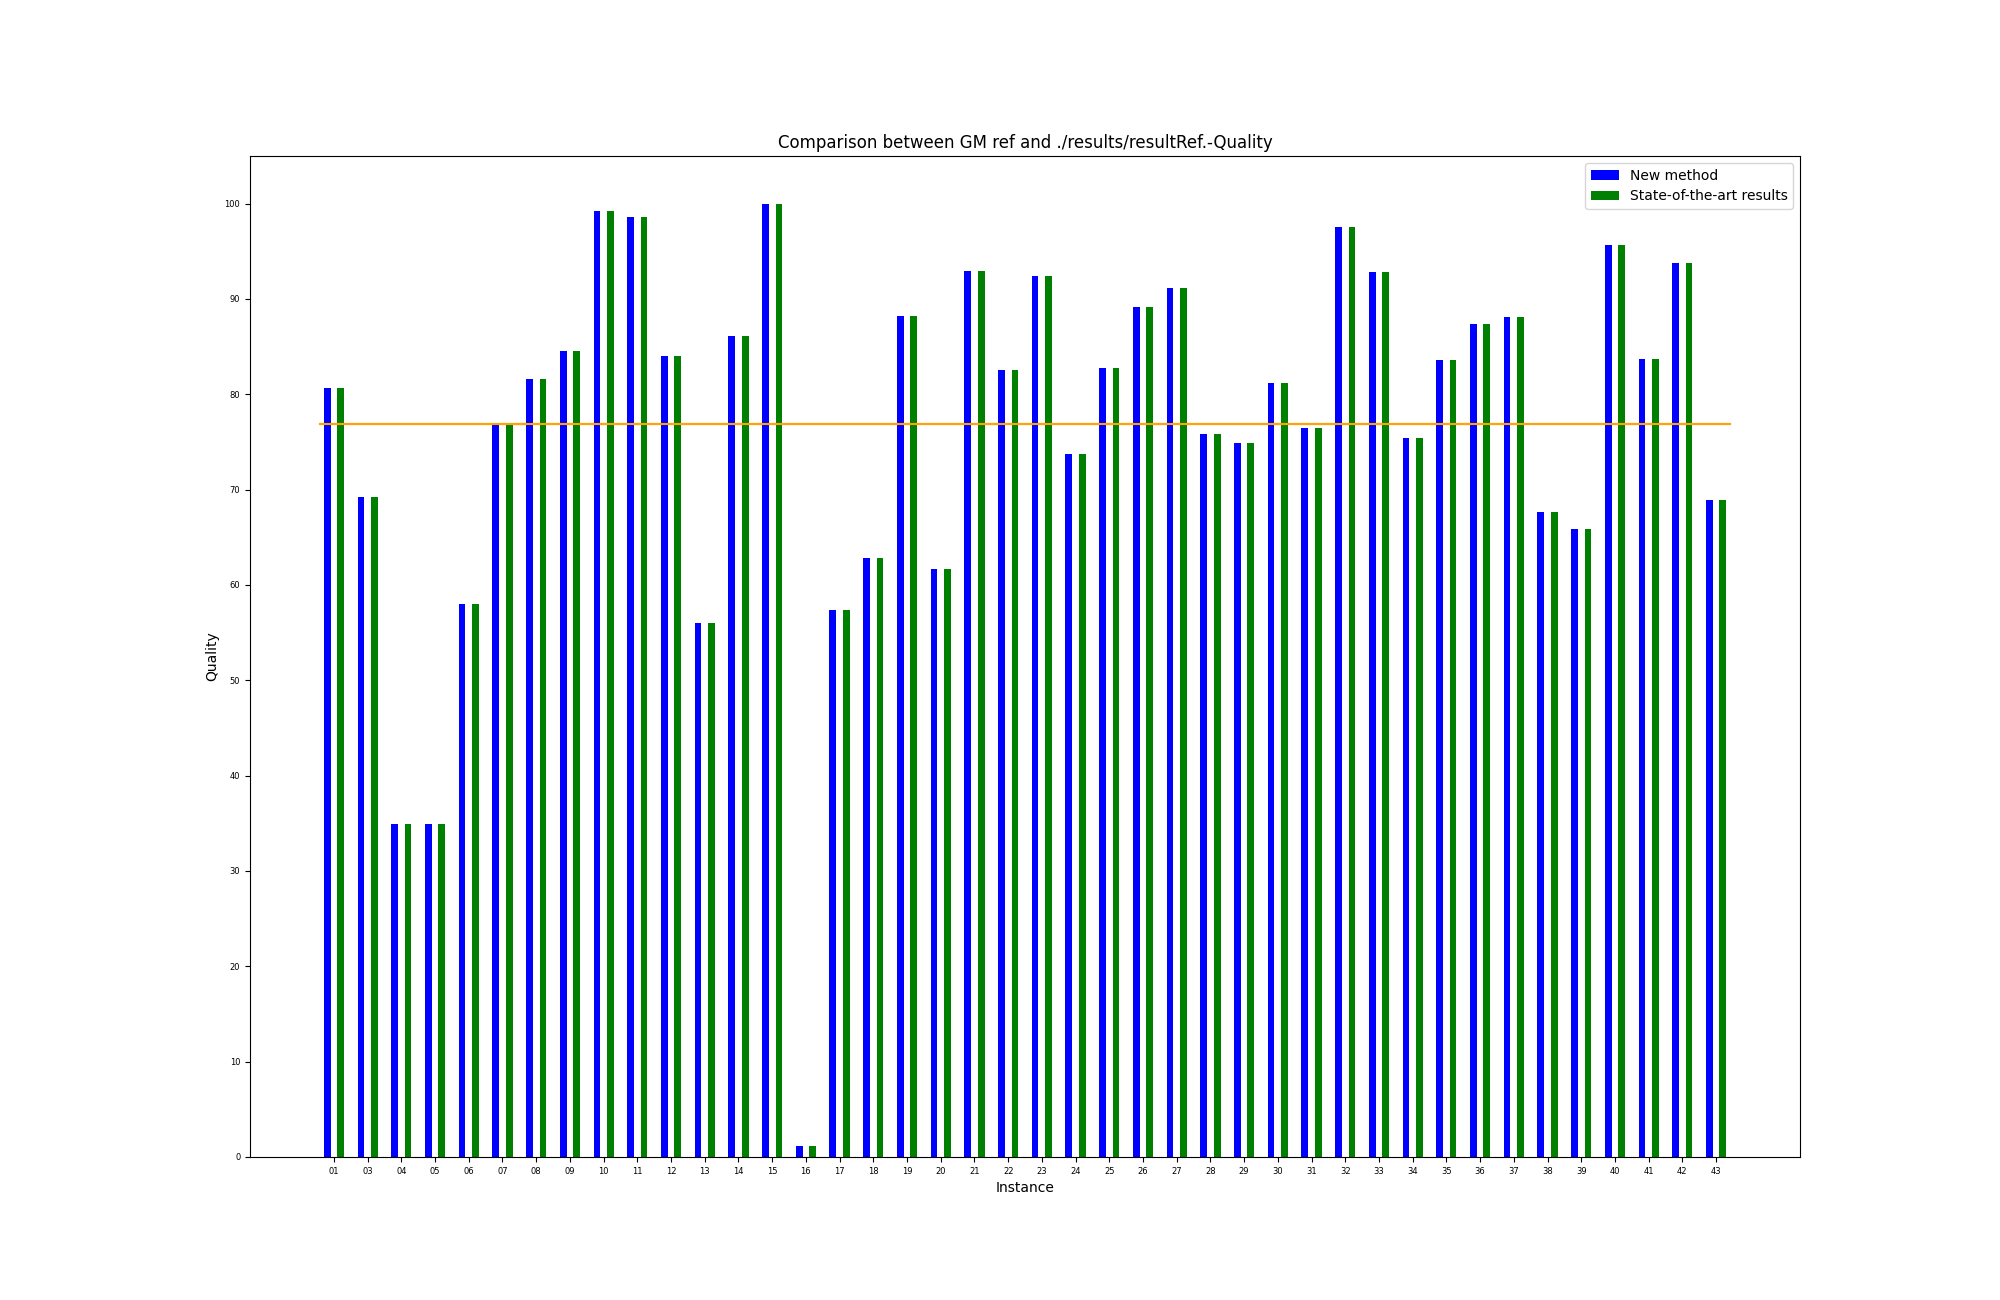 Comparison between GM ref and ./results/resultRef.-Quality
New method
State-of-the-art results
100
90
80
70
60
50
40
30
20
10
0
Quality
01 03 04 05 06 07 08 09 10 11 12 13 14 15 16 17 18 19 20 21 22 23 24 25 26 27 28 29 30 31 32 33 34 35 36 37 38 39 40 41 42 43
Instance